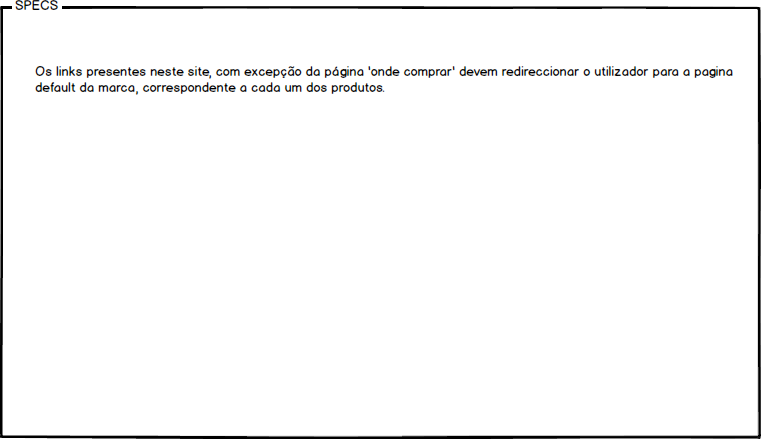 SPECS
Os links presentes neste site, com excepção da página 'onde comprar' devem redireccionar o utilizador para a pagina
default da marca, correspondente a cada um dos produtos.